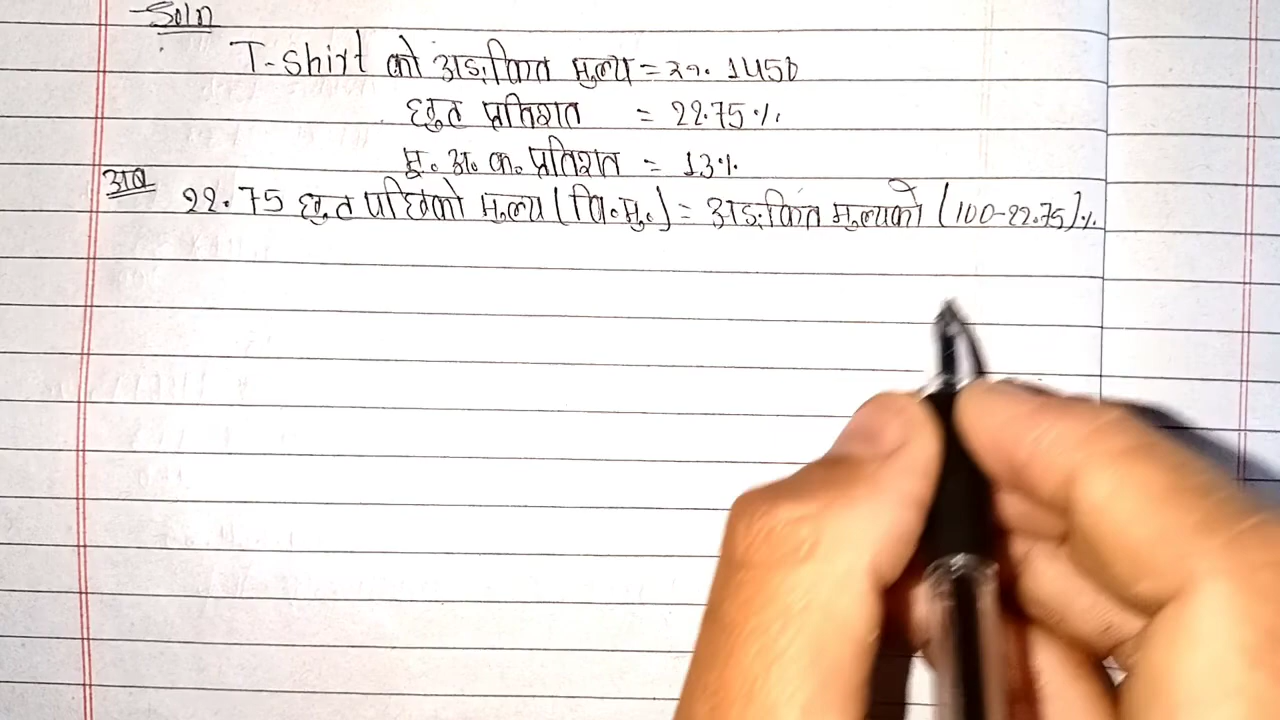 Soln
T-shirt को अङ्कित मूल्य = रु. 1450
छुट प्रतिशत = 22.75%
मू. अ. क. प्रतिशत = 13%
अब 22.75 छुट पछिको मूल्य (वि.मु.) = अङ्कित मूल्यको (100-22.75)%